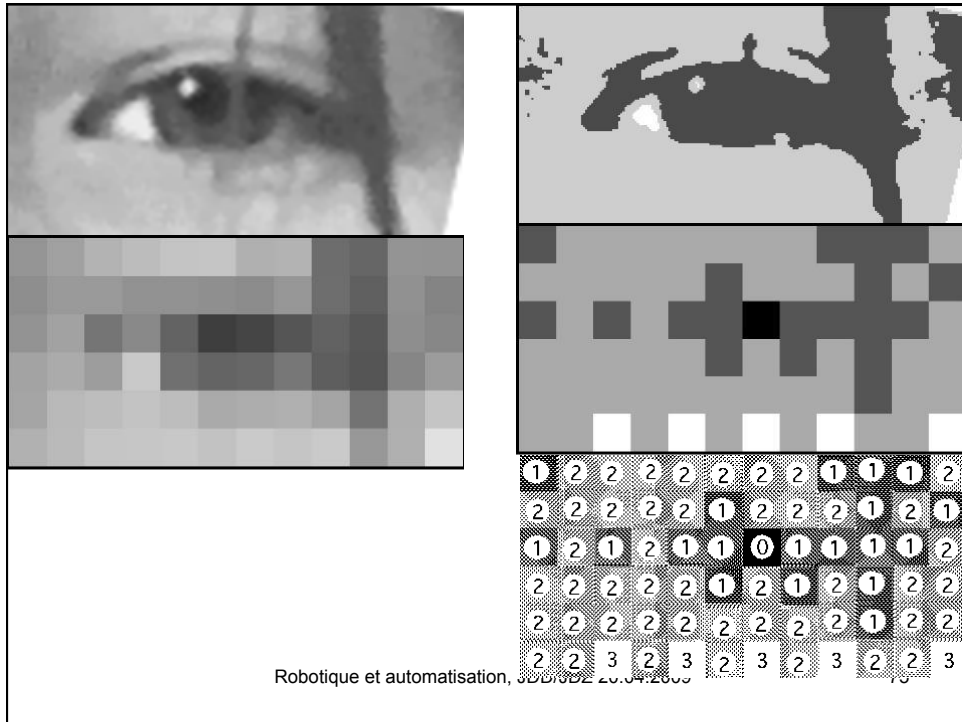 1 2 2 2 2 2 2 2 1 1 1 2
2 2 2 2 2 1 2 2 2 1 2 1
1 2 1 2 1 1 0 1 1 1 1 2
2 2 2 2 2 1 2 1 2 1 2 2
2 2 2 2 2 2 2 2 2 1 2 2
2 2 3 2 3 2 3 2 3 2 2 3
Robotique et automatisation,